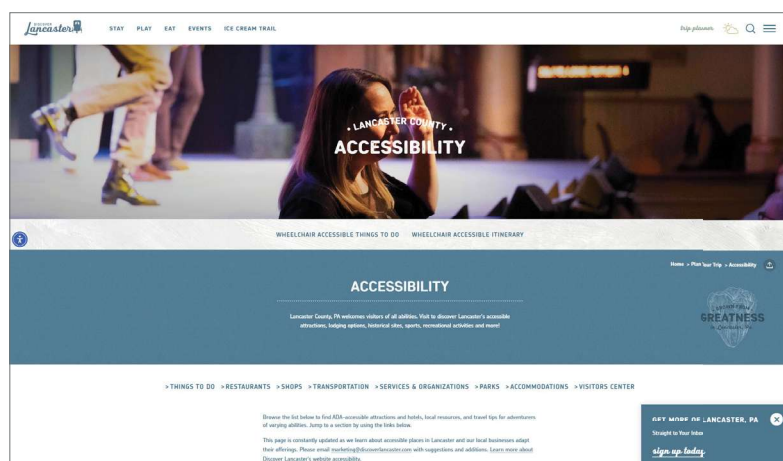 DISCOVER
Lancaster
STAY PLAY EAT EVENTS ICE CREAM TRAIL
trip planner
• LANCASTER COUNTY •
ACCESSIBILITY
WHEELCHAIR ACCESSIBLE THINGS TO DO WHEELCHAIR ACCESSIBLE ITINERARY
Home > Plan Your Trip > Accessibility
ACCESSIBILITY
Lancaster County, PA welcomes visitors of all abilities. Visit to discover Lancaster's accessible
attractions, lodging options, historical sites, sports, recreational activities and more!
GREATNESS
in Lancaster, PA
> THINGS TO DO > RESTAURANTS > SHOPS > TRANSPORTATION > SERVICES & ORGANIZATIONS > PARKS > ACCOMMODATIONS > VISITORS CENTER
Browse the list below to find ADA-accessible attractions and hotels, local resources, and travel tips for adventurers
of varying abilities. Jump to a section by using the links below.
This page is constantly updated as we learn about accessible places in Lancaster and our local businesses adapt
their offerings. Please email marketing@discoverlancaster.com with suggestions and additions. Learn more about
Discover Lancaster's website accessibility.
GET MORE OF LANCASTER, PA
Straight to Your Inbox
sign up today